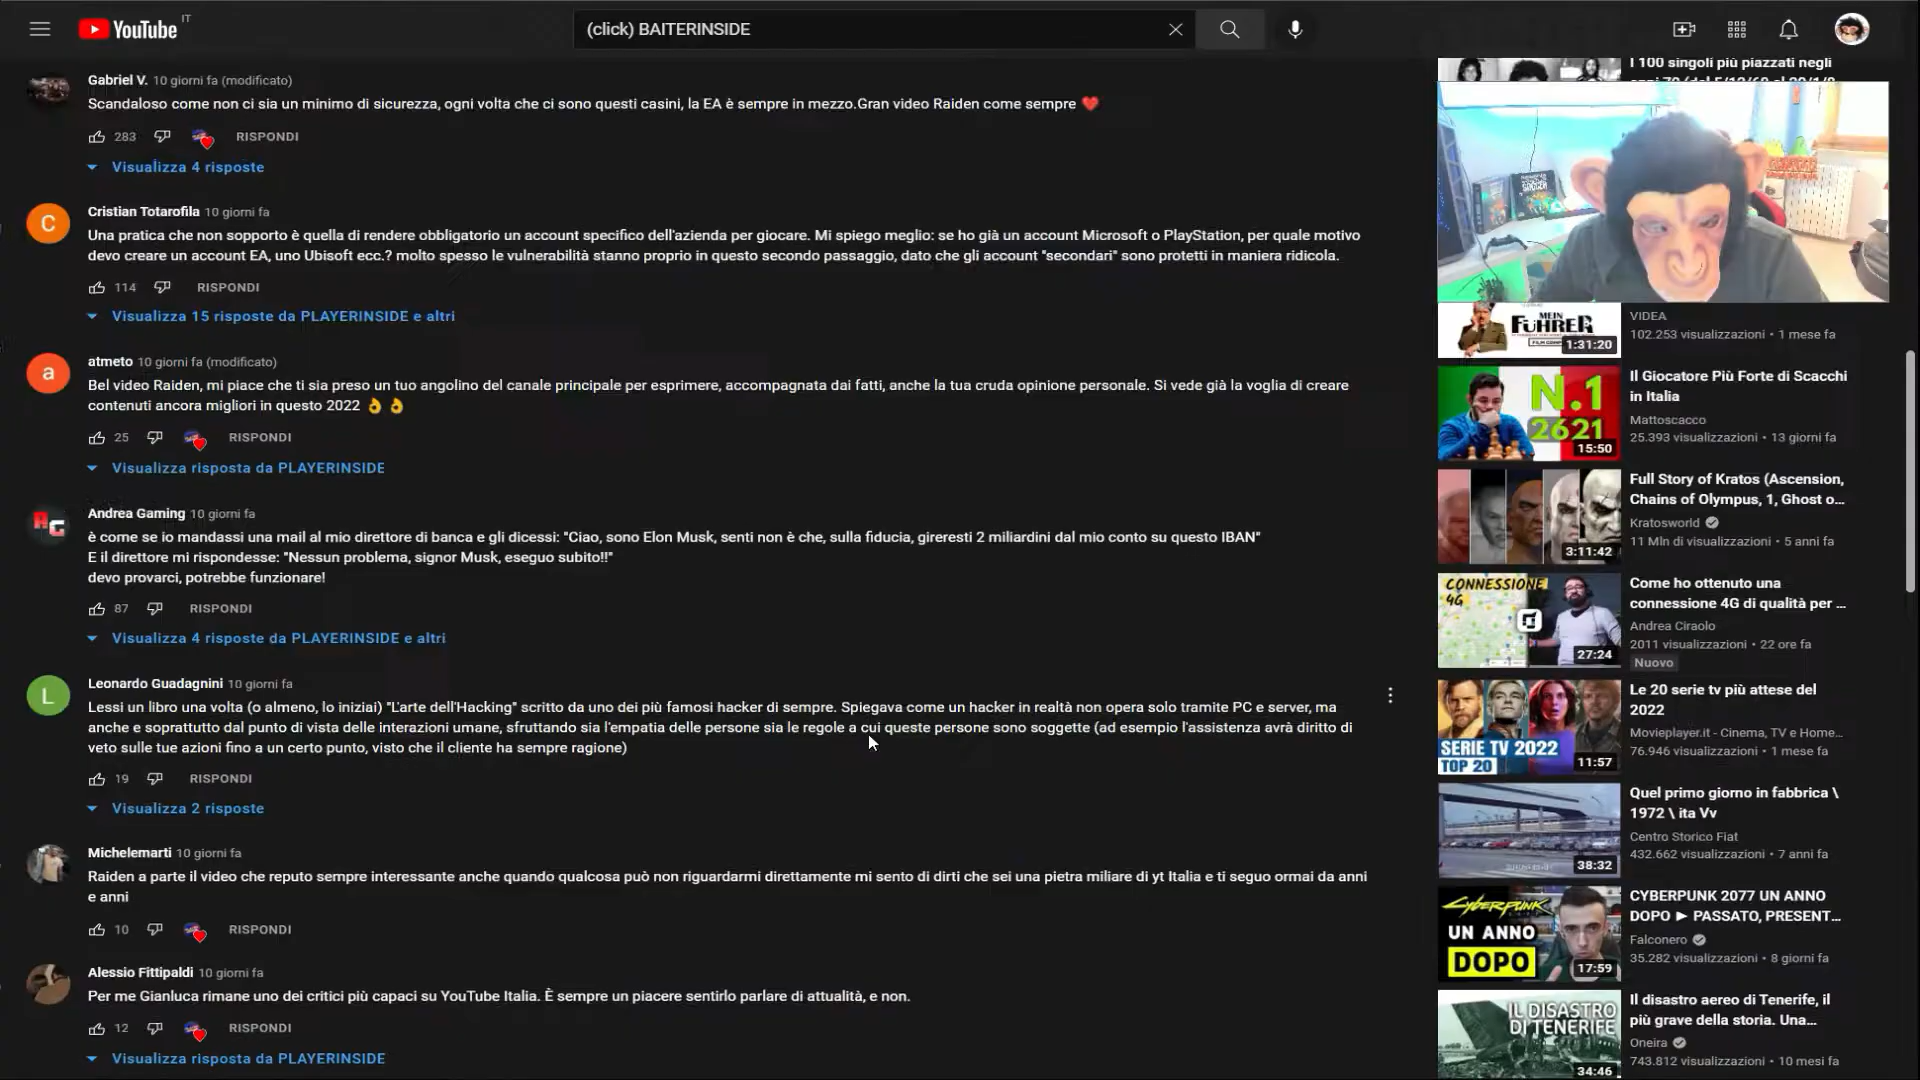 YouTube IT
(click) BAITERINSIDE
Gabriel V. 10 giorni fa (modificato)
Scandaloso come non ci sia un minimo di sicurezza, ogni volta che ci sono questi casini, la EA è sempre in mezzo.Gran video Raiden come sempre ❤️
283 RISPONDI
Visualizza 4 risposte
C
Cristian Totarofila 10 giorni fa
Una pratica che non sopporto è quella di rendere obbligatorio un account specifico dell'azienda per giocare. Mi spiego meglio: se ho già un account Microsoft o PlayStation, per quale motivo
devo creare un account EA, uno Ubisoft ecc.? molto spesso le vulnerabilità stanno proprio in questo secondo passaggio, dato che gli account "secondari" sono protetti in maniera ridicola.
114 RISPONDI
Visualizza 15 risposte da PLAYERINSIDE e altri
a
atmeto 10 giorni fa (modificato)
Bel video Raiden, mi piace che ti sia preso un tuo angolino del canale principale per esprimere, accompagnata dai fatti, anche la tua cruda opinione personale. Si vede già la voglia di creare
contenuti ancora migliori in questo 2022 👌 👌
25 RISPONDI
Visualizza risposta da PLAYERINSIDE
Andrea Gaming 10 giorni fa
è come se io mandassi una mail al mio direttore di banca e gli dicessi: "Ciao, sono Elon Musk, senti non è che, sulla fiducia, gireresti 2 miliardini dal mio conto su questo IBAN"
E il direttore mi rispondesse: "Nessun problema, signor Musk, eseguo subito!!"
devo provarci, potrebbe funzionare!
87 RISPONDI
Visualizza 4 risposte da PLAYERINSIDE e altri
L
Leonardo Guadagnini 10 giorni fa
Lessi un libro una volta (o almeno, lo iniziai) "L'arte dell'Hacking" scritto da uno dei più famosi hacker di sempre. Spiegava come un hacker in realtà non opera solo tramite PC e server, ma
anche e soprattutto dal punto di vista delle interazioni umane, sfruttando sia l'empatia delle persone sia le regole a cui queste persone sono soggette (ad esempio l'assistenza avrà diritto di
veto sulle tue azioni fino a un certo punto, visto che il cliente ha sempre ragione)
19 RISPONDI
Visualizza 2 risposte
Michelemarti 10 giorni fa
Raiden a parte il video che reputo sempre interessante anche quando qualcosa può non riguardarmi direttamente mi sento di dirti che sei una pietra miliare di yt Italia e ti seguo ormai da anni
e anni
10 RISPONDI
Alessio Fittipaldi 10 giorni fa
Per me Gianluca rimane uno dei critici più capaci su YouTube Italia. È sempre un piacere sentirlo parlare di attualità, e non.
12 RISPONDI
Visualizza risposta da PLAYERINSIDE
I 100 singoli più piazzati negli
MEIN
FÜHRER
1:31:20
VIDEA
102.253 visualizzazioni • 1 mese fa
N.1
2621
15:50
Il Giocatore Più Forte di Scacchi
in Italia
Mattoscacco
25.393 visualizzazioni • 13 giorni fa
3:11:42
Full Story of Kratos (Ascension,
Chains of Olympus, 1, Ghost o...
Kratosworld
11 Mln di visualizzazioni • 5 anni fa
CONNESSIONE
4G
27:24
Come ho ottenuto una
connessione 4G di qualità per ...
Andrea Ciraolo
2011 visualizzazioni • 22 ore fa
Nuovo
SERIE TV 2022
TOP 20
11:57
Le 20 serie tv più attese del
2022
Movieplayer.it - Cinema, TV e Home...
76.946 visualizzazioni • 1 mese fa
38:32
Quel primo giorno in fabbrica \
1972 \ ita Vv
Centro Storico Fiat
432.662 visualizzazioni • 7 anni fa
CYBERPUNK
UN ANNO
DOPO
17:59
CYBERPUNK 2077 UN ANNO
DOPO ► PASSATO, PRESENT...
Falconero
35.282 visualizzazioni • 8 giorni fa
IL DISASTRO
DI TENERIFE
34:46
Il disastro aereo di Tenerife, il
più grave della storia. Una...
Oneira
743.812 visualizzazioni • 10 mesi fa